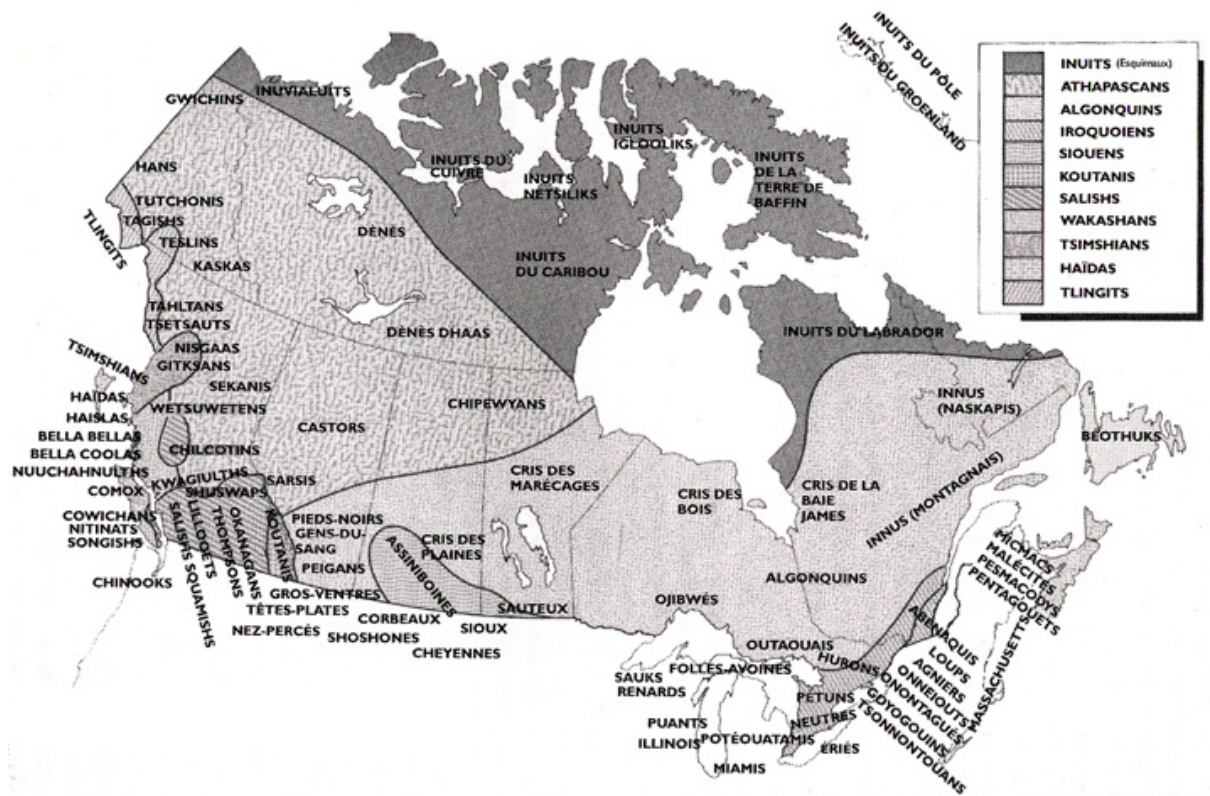 INUITS DU PÔLE
INUITS DU GROENLAND
INUITS (Esquimaux)
ATHAPASCANS
ALGONQUINS
IROQUOIENS
SIOUENS
KOUTANIS
SALISHS
WAKASHANS
TSIMSHIANS
HAÏDAS
TLINGITS
INUVIALUITS
GWICHINS
INUITS
IGLOOLIKS
INUITS DU
CUIVRE
INUITS
NETSILIKS
INUITS
DE LA
TERRE DE
BAFFIN
HANS
TUTCHONIS
TAGISHS
TLINGITS
TESLINS
KASKAS
DÉNÉS
INUITS
DU CARIBOU
TAHLTANS
TSETSAUTS
DÉNÈS DHAAS
INUITS DU LABRADOR
NISGAAS
GITKSANS
TSIMSHIANS
SEKANIS
HAÏDAS
WETSUWETENS
CHIPEWYANS
INNUS
(NASKAPIS)
HAISLAS
CASTORS
BELLA BELLAS
BELLA COOLAS
CHILCOTINS
BÉOTHUKS
NUUCHAHNULTHS
KWAGIULTHS
SARSIS
CRIS DES
MARÉCAGES
CRIS DES
BOIS
CRIS DE LA
BAIE
JAMES
INNUS (MONTAGNAIS)
COMOX
SHUSWAPS
COWICHANS
NITINATS
SONGISHS
SALISHS SQUAMISHS
LILLOOETS
THOMPSONS
OKANAGANS
KOUTANIS
PIEDS-NOIRS
GENS-DU-
SANG
PEIGANS
CRIS DES
PLAINES
ASSINIBOINES
CHINOOKS
GROS-VENTRES
TÊTES-PLATES
NEZ-PERCÉS
CORBEAUX
SHOSHONES
SIOUX
CHEYENNES
SAUTEUX
OJIBWÉS
ALGONQUINS
MICMACS
MALÉCITES
PESMACODYS
PENTAGOUETS
MASSACHUSETTS
OUTAOUAIS
FOLLES-AVOINES
SAUKS
RENARDS
HURONS
PÉTUNS
NEUTRES
ABÉNAQUIS
LOUPS
AGNIERS
ONNEIOUTS
ONONTAGUÉS
GOYOGOUINS
TSONNONTOUANS
PUANTS
ILLINOIS
POTÉOUATAMIS
MIAMIS
ÉRIÉS